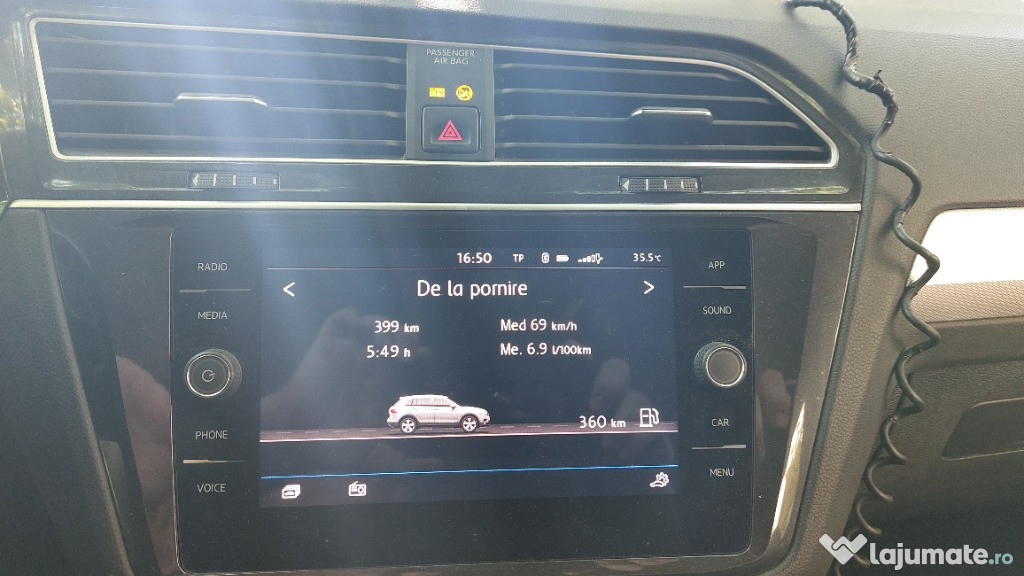 PASSENGER
AIR BAG
RADIO
MEDIA
PHONE
VOICE
16:50 TP 35.5°C
< De la pornire >
399 km Med 69 km/h
5:49 h Me. 6.9 l/100km
360 km
APP
SOUND
CAR
MENU
lajumate.ro